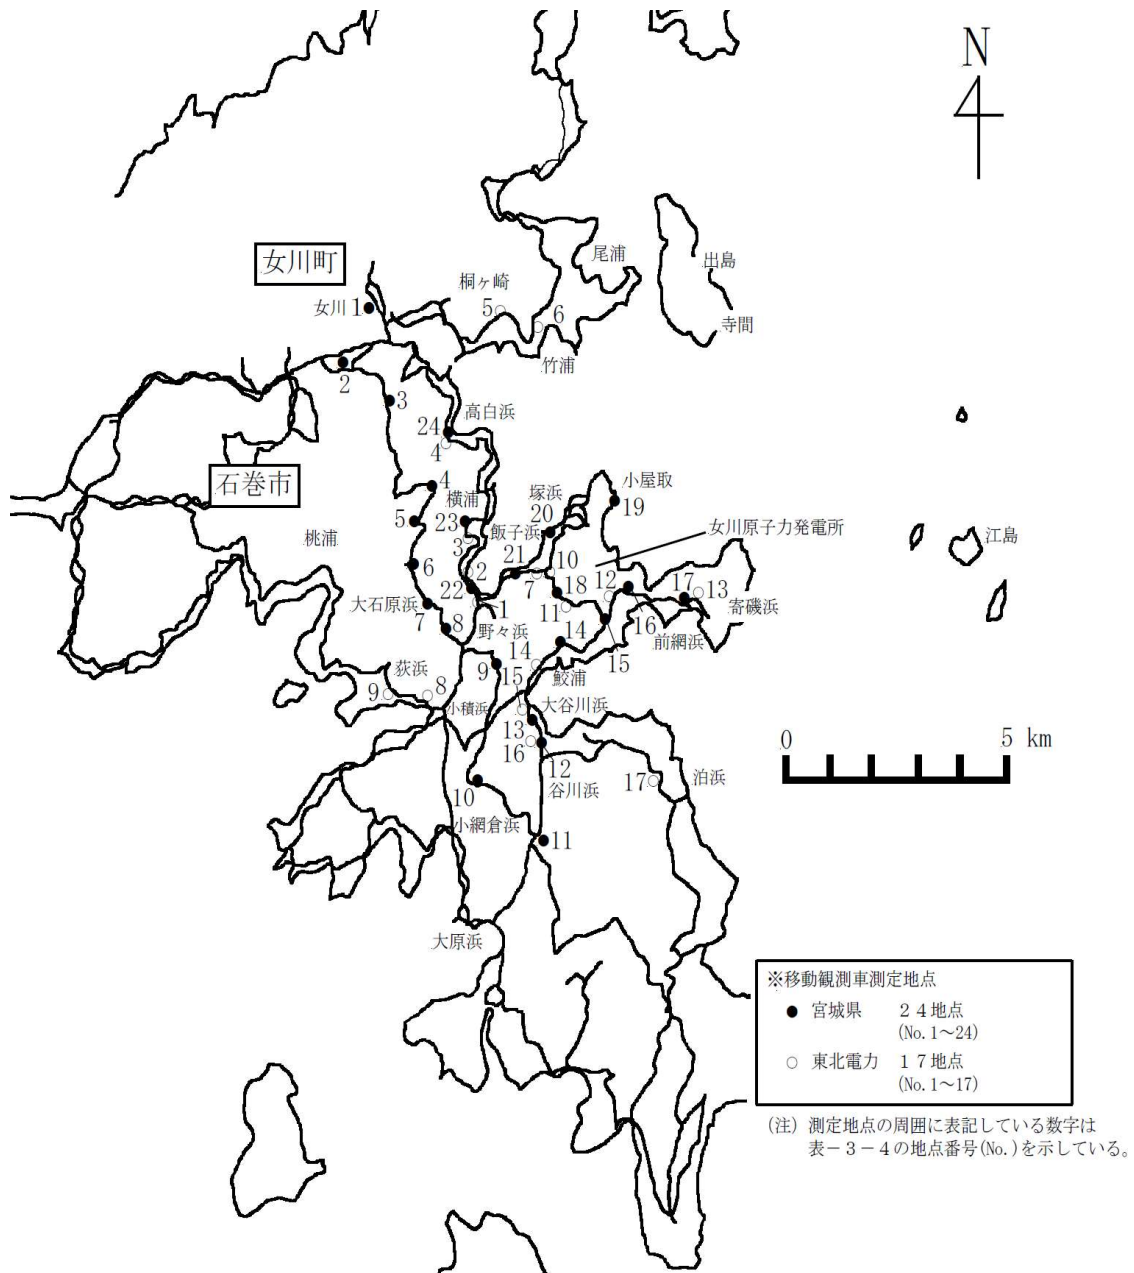 N
女川町
尾浦
出島
桐ヶ崎
女川 1
5
6
寺間
竹浦
2
3
高白浜
24
4
石巻市
4
小屋取
19
横浦
塚浜
20
5
23
飯子浜
女川原子力発電所
江島
桃浦
3
21
10
6
2
7
18
12
17
13
22
大石原浜
1
11
寄磯浜
7
8
野々浜
14
16
前網浜
15
9
14
荻浜
15
鮫浦
9
8
小積浜
大谷川浜
13
16
0
5 km
12
谷川浜
17
泊浜
10
小網倉浜
11
大原浜
※移動観測車測定地点
● 宮城県 24地点
(No.1～24)
○ 東北電力 17地点
(No.1～17)
(注) 測定地点の周囲に表記している数字は
表－3－4の地点番号(No.)を示している。